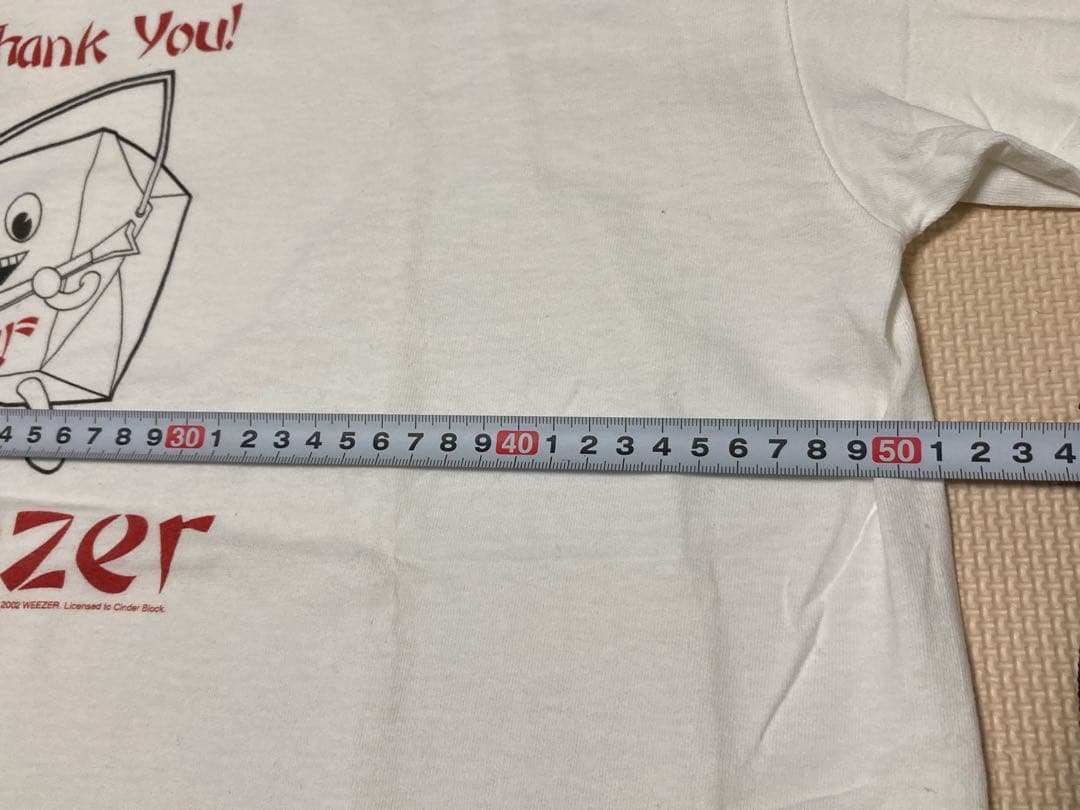 hank You!
r
4 5 6 7 8 9 30 1 2 3 4 5 6 7 8 9 40 1 2 3 4 5 6 7 8 9 50 1 2 3 4
zer
2002 WEEZER. Licensed to Cinder Block.